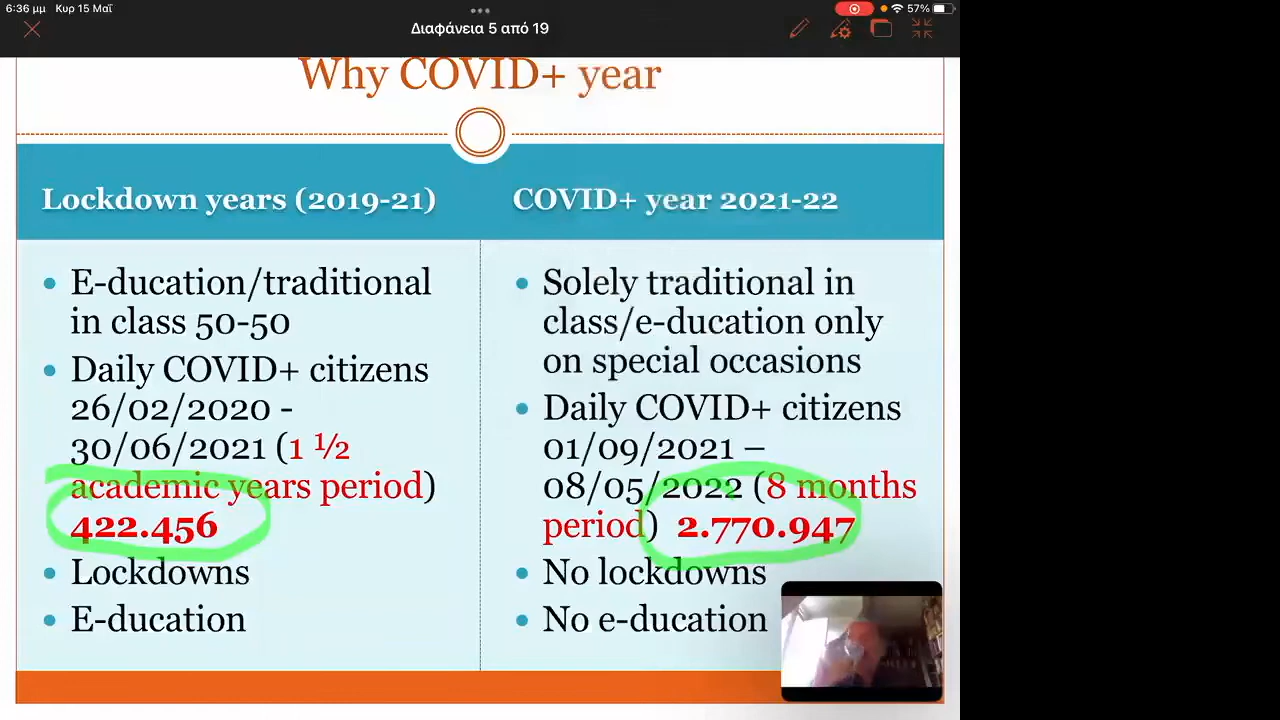 6:36 μμ Κυρ 15 Μαΐ
57%
Διαφάνεια 5 από 19
Why COVID+ year
Lockdown years (2019-21)
COVID+ year 2021-22
• E-ducation/traditional
in class 50-50
• Daily COVID+ citizens
26/02/2020 -
30/06/2021 (1 ½
academic years period)
422.456
• Lockdowns
• E-ducation
• Solely traditional in
class/e-ducation only
on special occasions
• Daily COVID+ citizens
01/09/2021 –
08/05/2022 (8 months
period) 2.770.947
• No lockdowns
• No e-ducation